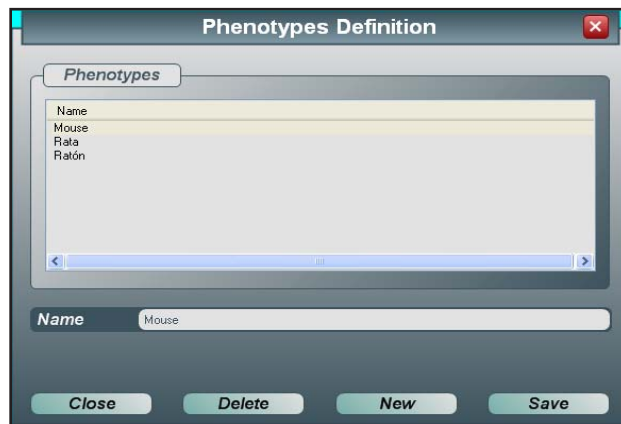 Phenotypes Definition
Phenotypes
Name
Mouse
Rata
Ratón
Name Mouse
Close Delete New Save